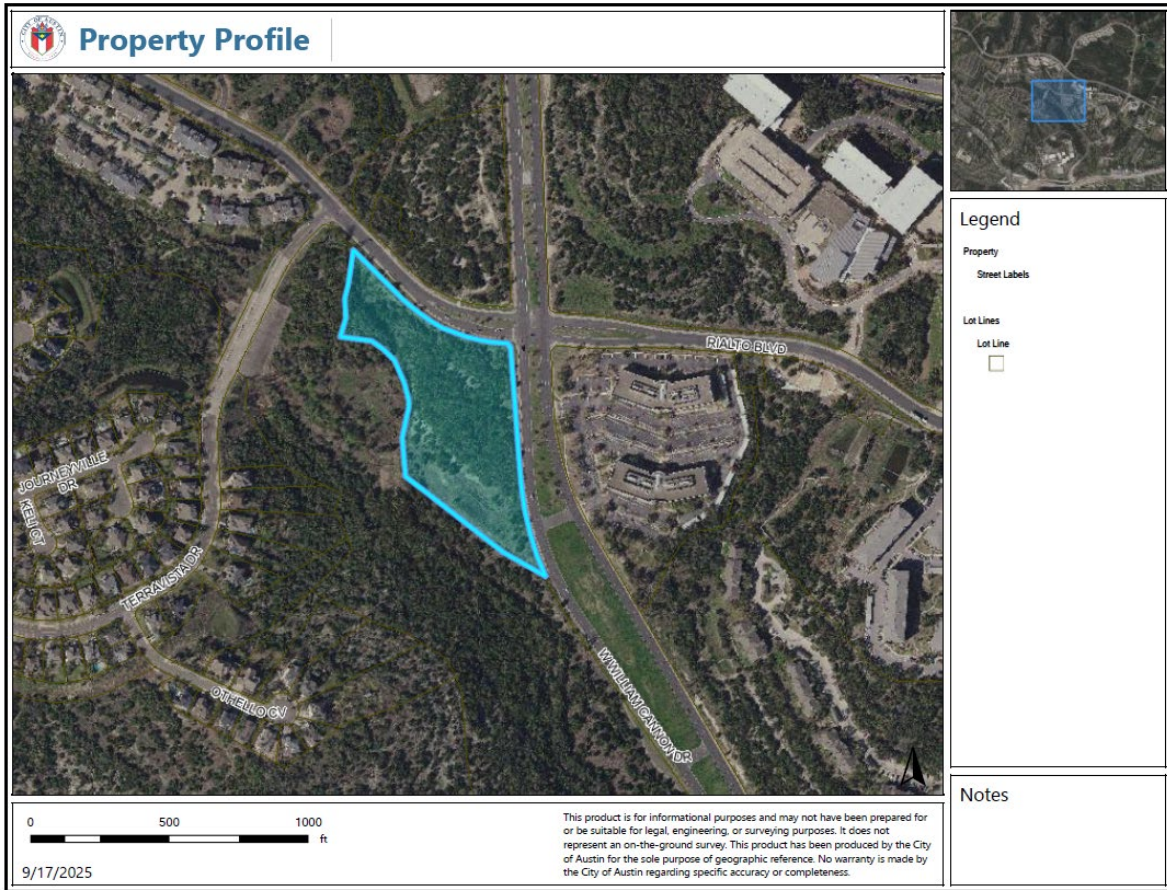 CITY OF AUSTIN
Property Profile
RIALTO BLVD
JOURNEYVILLE
DR
KELI CT
TERRAVISTA DR
OTHELLO CV
W WILLIAM CANNON DR
Legend
Property
Street Labels
Lot Lines
Lot Line
Notes
0 500 1000
ft
9/17/2025
This product is for informational purposes and may not have been prepared for
or be suitable for legal, engineering, or surveying purposes. It does not
represent an on-the-ground survey. This product has been produced by the City
of Austin for the sole purpose of geographic reference. No warranty is made by
the City of Austin regarding specific accuracy or completeness.